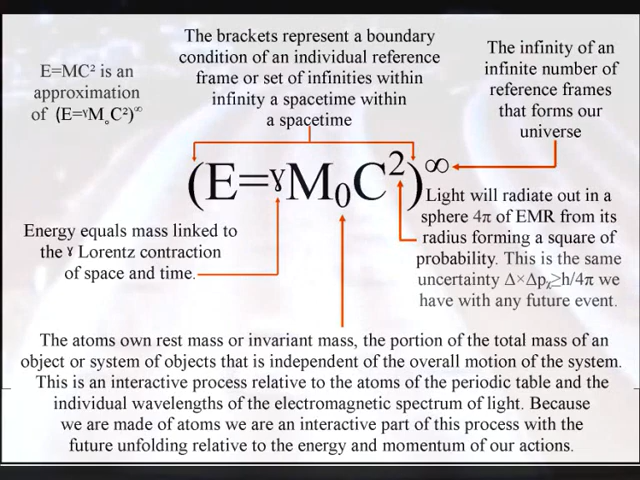 The brackets represent a boundary
condition of an individual reference
frame or set of infinities within
infinity a spacetime within
a spacetime
E=MC² is an
approximation
of (E=ˠM₀C²)∞
The infinity of an
infinite number of
reference frames
that forms our
universe
(E=ˠM₀C²)∞
Energy equals mass linked to
the ˠ Lorentz contraction
of space and time.
Light will radiate out in a
sphere 4π of EMR from its
radius forming a square of
probability. This is the same
uncertainty Δ×Δpₓ≥h/4π we
have with any future event.
The atoms own rest mass or invariant mass, the portion of the total mass of an
object or system of objects that is independent of the overall motion of the system.
This is an interactive process relative to the atoms of the periodic table and the
individual wavelengths of the electromagnetic spectrum of light. Because
we are made of atoms we are an interactive part of this process with the
future unfolding relative to the energy and momentum of our actions.